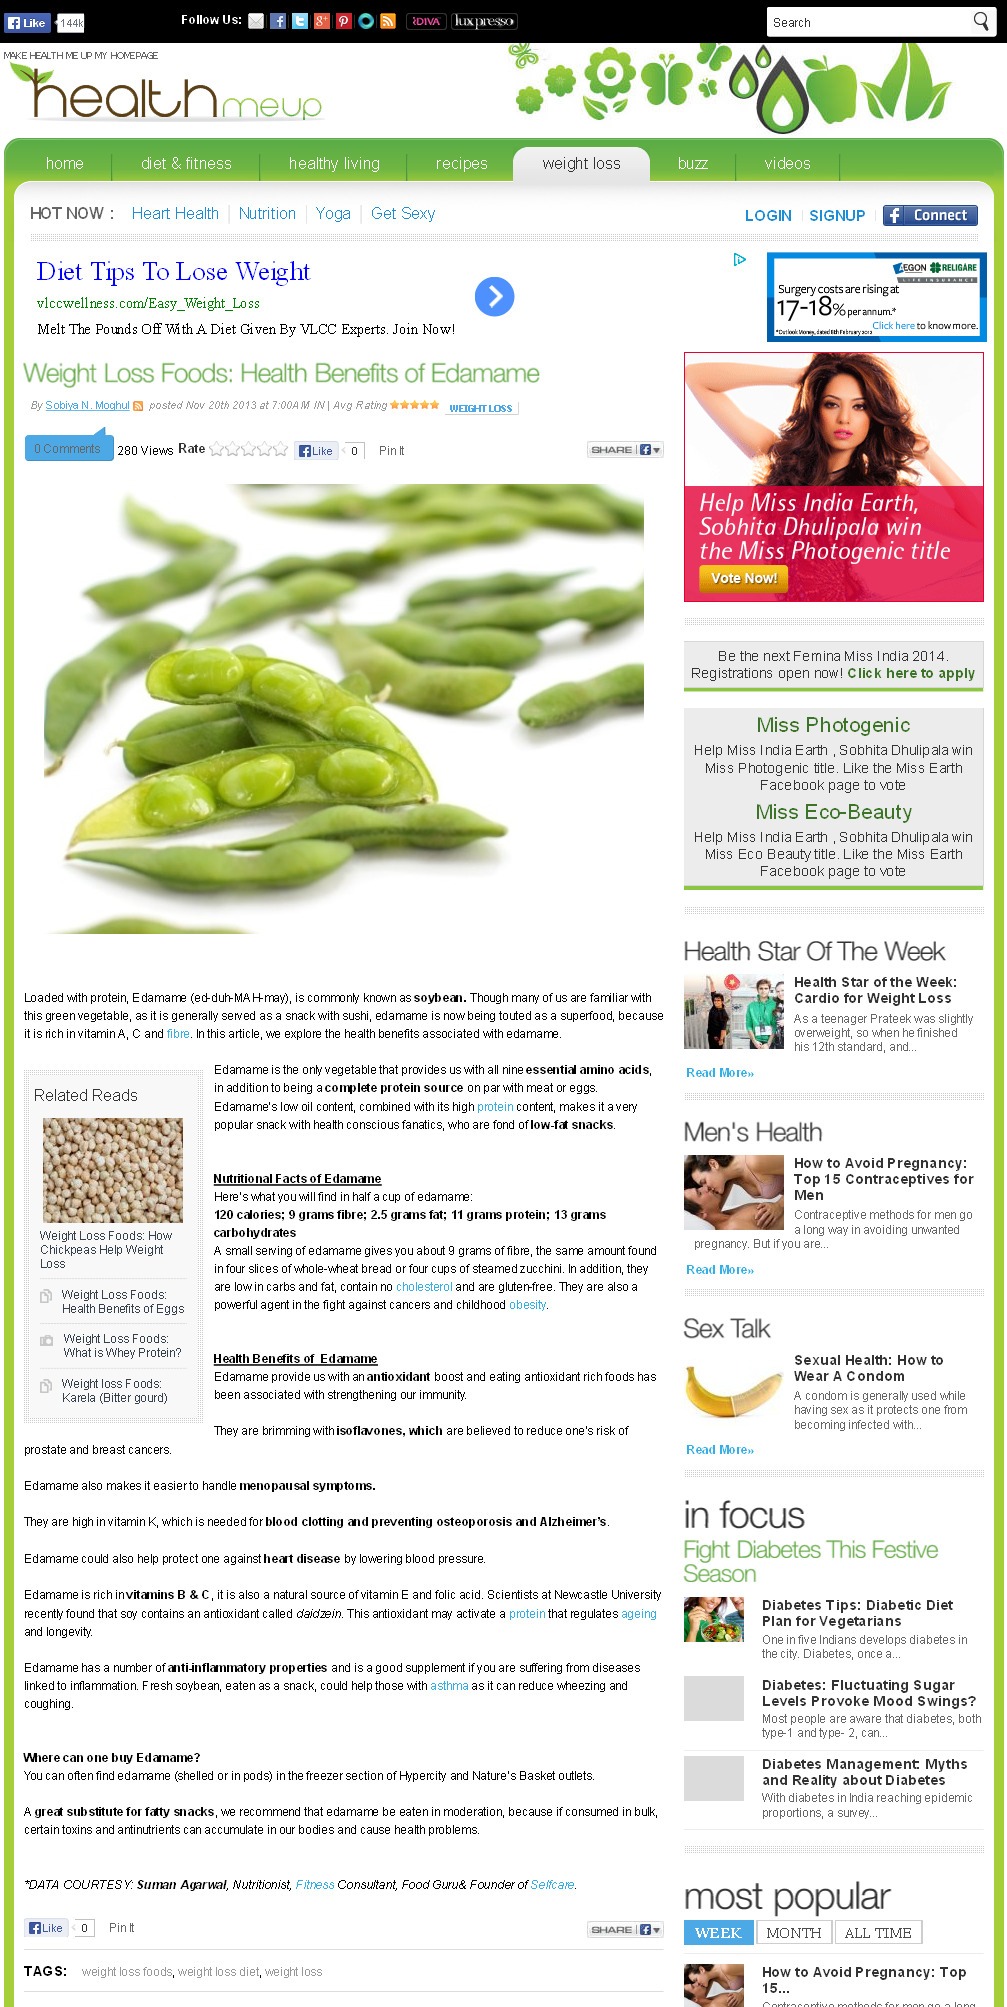 Like 144k
Follow Us:
iDIVA luxpresso
Search
MAKE HEALTH ME UP MY HOMEPAGE
health me up
home diet & fitness healthy living recipes weight loss buzz videos
HOT NOW : Heart Health Nutrition Yoga Get Sexy
LOGIN SIGNUP Connect
Diet Tips To Lose Weight
vlccwellness.com/Easy_Weight_Loss
Melt The Pounds Off With A Diet Given By VLCC Experts. Join Now!
AEGON RELIGARE
LIFE INSURANCE
Surgery costs are rising at
17-18% per annum.*
Click here to know more.
*Outlook Money, dated 8th February 2012
Weight Loss Foods: Health Benefits of Edamame
By Sobiya N. Moghul posted Nov 20th 2013 at 7:00AM IN | Avg Rating WEIGHT LOSS
0 Comments 280 Views Rate Like 0 Pin It SHARE
Loaded with protein, Edamame (ed-duh-MAH-may), is commonly known as soybean. Though many of us are familiar with
this green vegetable, as it is generally served as a snack with sushi, edamame is now being touted as a superfood, because
it is rich in vitamin A, C and fibre. In this article, we explore the health benefits associated with edamame.
Edamame is the only vegetable that provides us with all nine essential amino acids,
in addition to being a complete protein source on par with meat or eggs.
Edamame's low oil content, combined with its high protein content, makes it a very
popular snack with health conscious fanatics, who are fond of low-fat snacks.
Related Reads
Weight Loss Foods: How
Chickpeas Help Weight
Loss
Weight Loss Foods:
Health Benefits of Eggs
Weight Loss Foods:
What is Whey Protein?
Weight loss Foods:
Karela (Bitter gourd)
Nutritional Facts of Edamame
Here's what you will find in half a cup of edamame:
120 calories; 9 grams fibre; 2.5 grams fat; 11 grams protein; 13 grams
carbohydrates
A small serving of edamame gives you about 9 grams of fibre, the same amount found
in four slices of whole-wheat bread or four cups of steamed zucchini. In addition, they
are low in carbs and fat, contain no cholesterol and are gluten-free. They are also a
powerful agent in the fight against cancers and childhood obesity.
Health Benefits of Edamame
Edamame provide us with an antioxidant boost and eating antioxidant rich foods has
been associated with strengthening our immunity.
They are brimming with isoflavones, which are believed to reduce one's risk of
prostate and breast cancers.
Edamame also makes it easier to handle menopausal symptoms.
They are high in vitamin K, which is needed for blood clotting and preventing osteoporosis and Alzheimer's.
Edamame could also help protect one against heart disease by lowering blood pressure.
Edamame is rich in vitamins B & C, it is also a natural source of vitamin E and folic acid. Scientists at Newcastle University
recently found that soy contains an antioxidant called daidzein. This antioxidant may activate a protein that regulates ageing
and longevity.
Edamame has a number of anti-inflammatory properties and is a good supplement if you are suffering from diseases
linked to inflammation. Fresh soybean, eaten as a snack, could help those with asthma as it can reduce wheezing and
coughing.
Where can one buy Edamame?
You can often find edamame (shelled or in pods) in the freezer section of Hypercity and Nature's Basket outlets.
A great substitute for fatty snacks, we recommend that edamame be eaten in moderation, because if consumed in bulk,
certain toxins and antinutrients can accumulate in our bodies and cause health problems.
*DATA COURTESY: Suman Agarwal, Nutritionist, Fitness Consultant, Food Guru& Founder of Selfcare.
Like 0 Pin It SHARE
TAGS: weight loss foods, weight loss diet, weight loss
Help Miss India Earth,
Sobhita Dhulipala win
the Miss Photogenic title
Vote Now!
Be the next Femina Miss India 2014.
Registrations open now! Click here to apply
Miss Photogenic
Help Miss India Earth , Sobhita Dhulipala win
Miss Photogenic title. Like the Miss Earth
Facebook page to vote
Miss Eco-Beauty
Help Miss India Earth , Sobhita Dhulipala win
Miss Eco Beauty title. Like the Miss Earth
Facebook page to vote
Health Star Of The Week
Health Star of the Week:
Cardio for Weight Loss
As a teenager Prateek was slightly
overweight, so when he finished
his 12th standard, and...
Read More»
Men's Health
How to Avoid Pregnancy:
Top 15 Contraceptives for
Men
Contraceptive methods for men go
a long way in avoiding unwanted
pregnancy. But if you are...
Read More»
Sex Talk
Sexual Health: How to
Wear A Condom
A condom is generally used while
having sex as it protects one from
becoming infected with...
Read More»
in focus
Fight Diabetes This Festive
Season
Diabetes Tips: Diabetic Diet
Plan for Vegetarians
One in five Indians develops diabetes in
the city. Diabetes, once a...
Diabetes: Fluctuating Sugar
Levels Provoke Mood Swings?
Most people are aware that diabetes, both
type-1 and type- 2, can...
Diabetes Management: Myths
and Reality about Diabetes
With diabetes in India reaching epidemic
proportions, a survey...
most popular
WEEK MONTH ALL TIME
How to Avoid Pregnancy: Top
15...
Contraceptive methods for men go a long